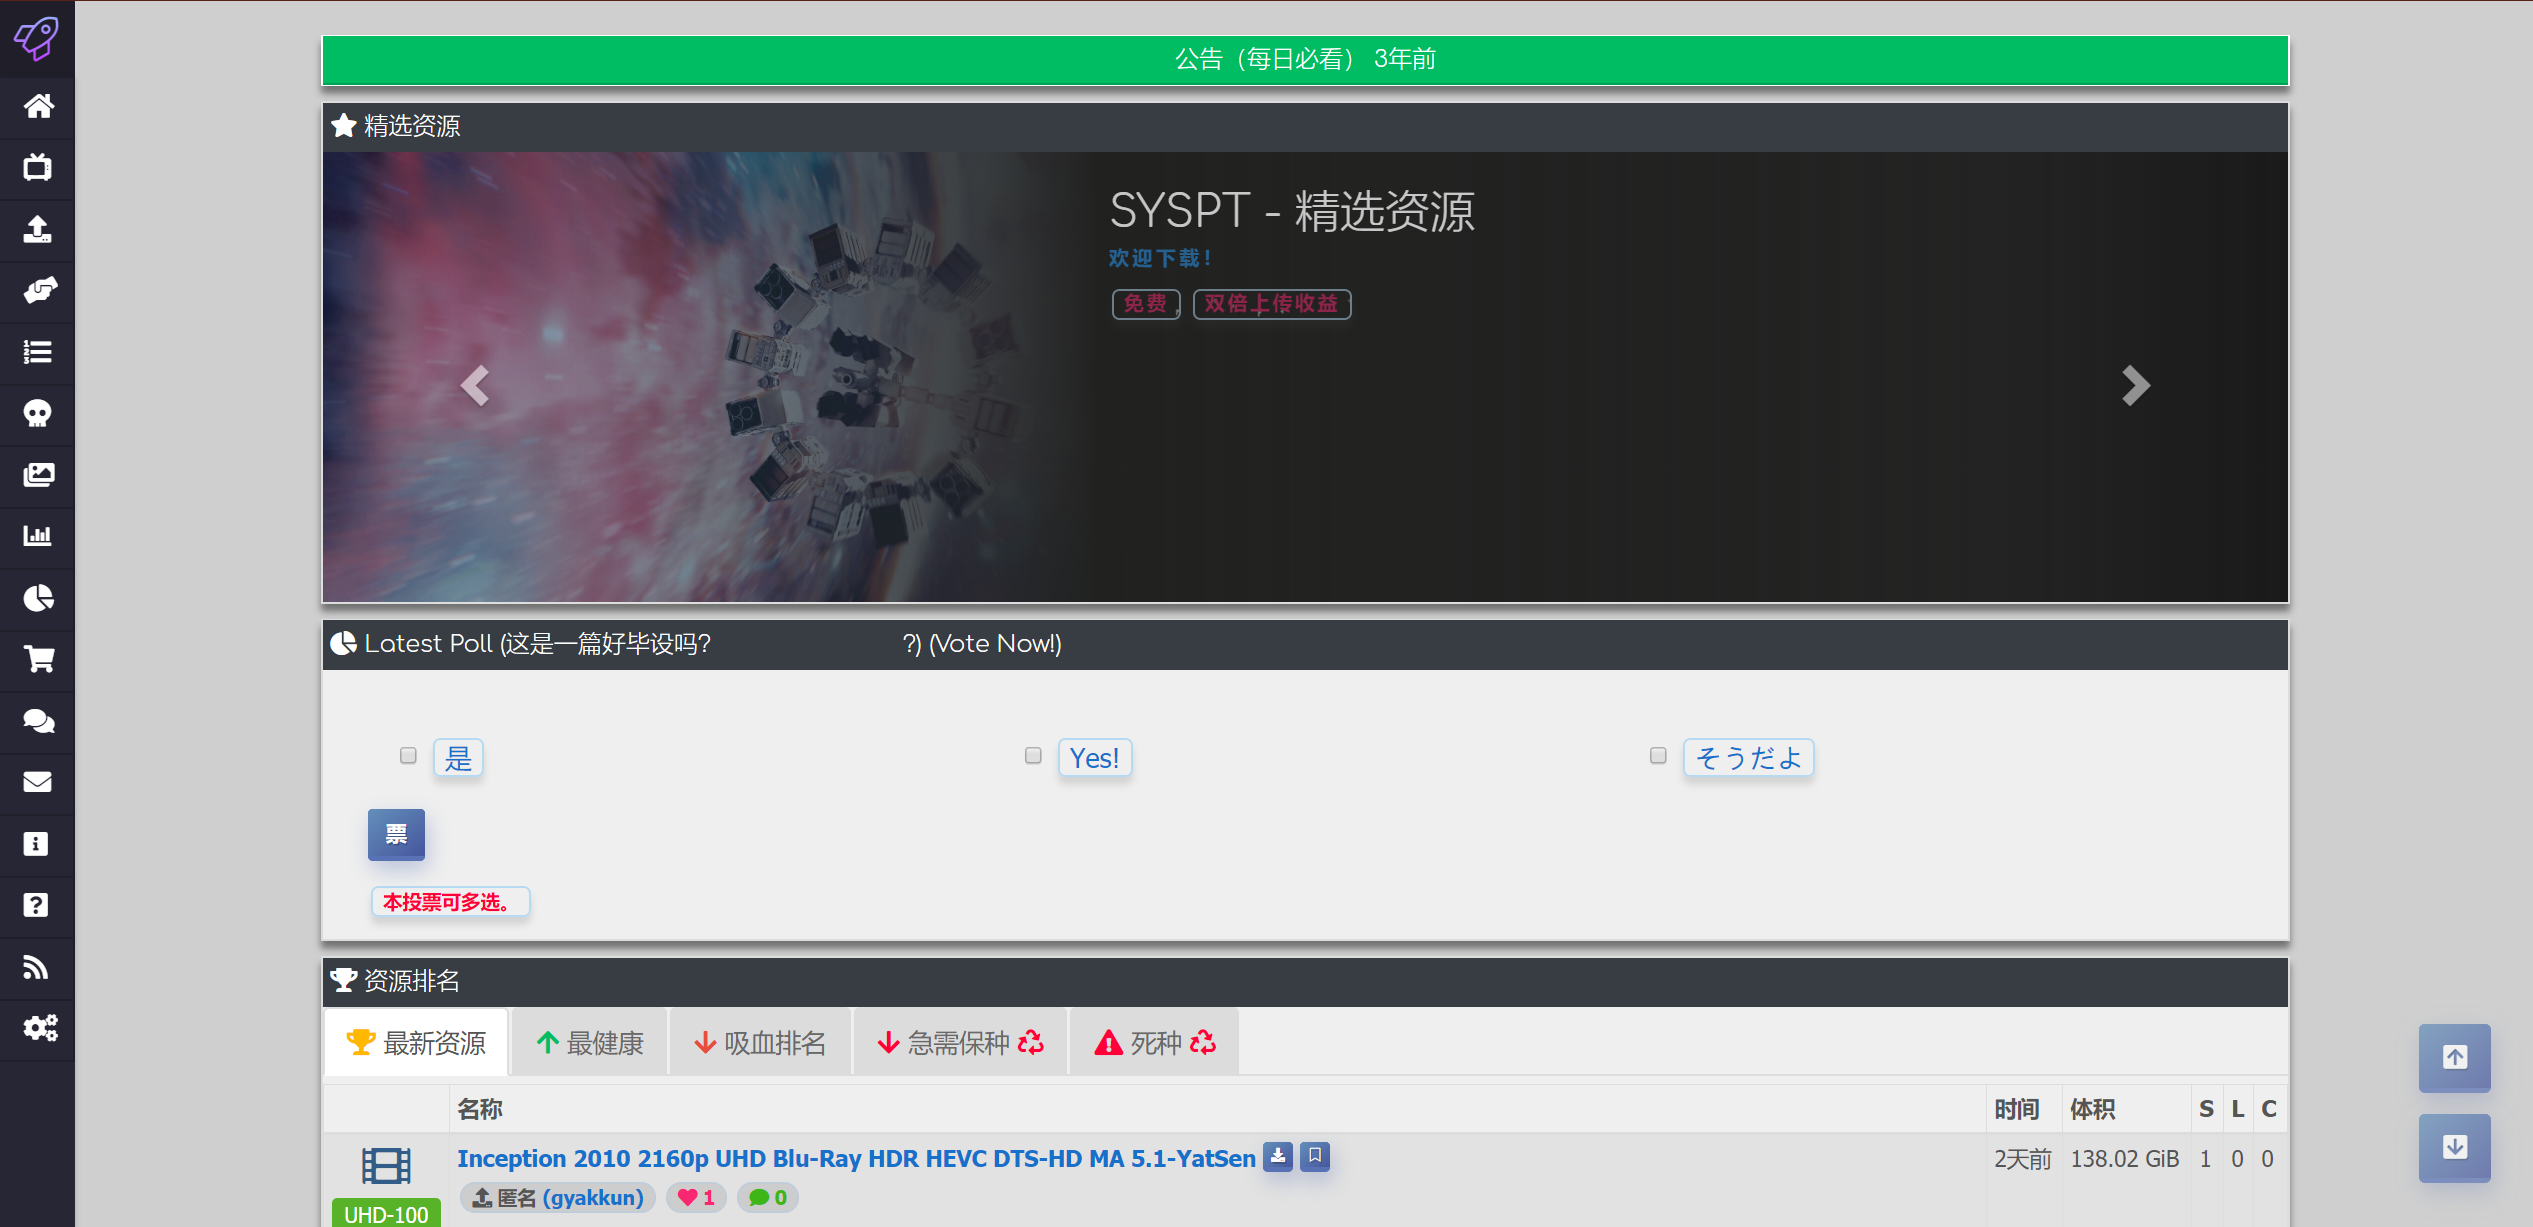 公告（每日必看） 3年前
精选资源
SYSPT - 精选资源
欢迎下载！
免费 双倍上传收益
Latest Poll (这是一篇好毕设吗? ?) (Vote Now!)
是 Yes! そうだよ
票
本投票可多选。
资源排名
最新资源 最健康 吸血排名 急需保种 死种
名称 时间 体积 S L C
Inception 2010 2160p UHD Blu-Ray HDR HEVC DTS-HD MA 5.1-YatSen 2天前 138.02 GiB 1 0 0
匿名 (gyakkun) 1 0
UHD-100